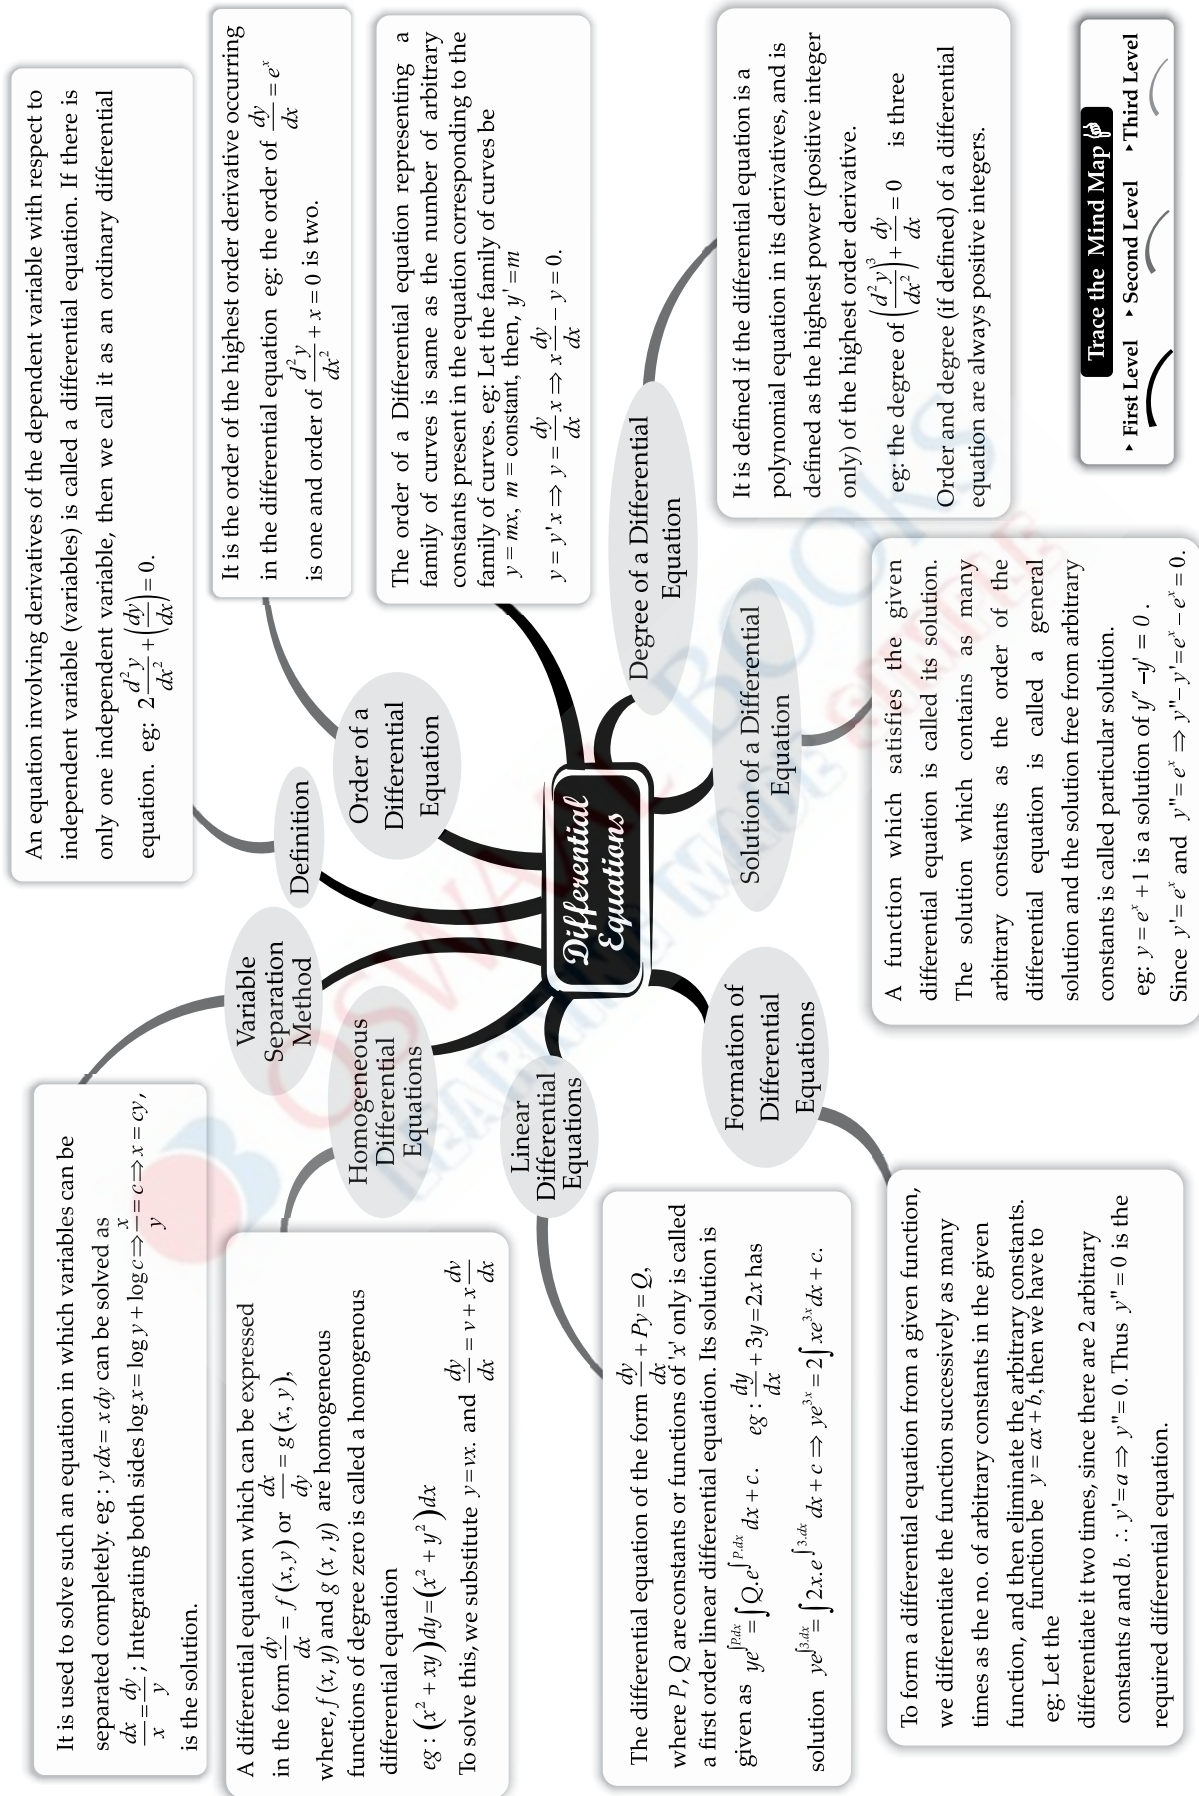 An equation involving derivatives of the dependent variable with respect to
independent variable (variables) is called a differential equation. If there is
only one independent variable, then we call it as an ordinary differential
equation. eg: 2 d²y/dx² + (dy/dx) = 0.
It is the order of the highest order derivative occurring
in the differential equation eg: the order of dy/dx = eˣ
is one and order of d²y/dx² + x = 0 is two.
The order of a Differential equation representing a
family of curves is same as the number of arbitrary
constants present in the equation corresponding to the
family of curves. eg: Let the family of curves be
y = mx, m = constant, then, y' = m
y = y'x ⇒ y = dy/dx x ⇒ x dy/dx − y = 0.
It is defined if the differential equation is a
polynomial equation in its derivatives, and is
defined as the highest power (positive integer
only) of the highest order derivative.
eg: the degree of (d²y/dx²)³ + dy/dx = 0 is three
Order and degree (if defined) of a differential
equation are always positive integers.
A function which satisfies the given
differential equation is called its solution.
The solution which contains as many
arbitrary constants as the order of the
differential equation is called a general
solution and the solution free from arbitrary
constants is called particular solution.
eg: y = eˣ + 1 is a solution of y'' −y' = 0 .
Since y' = eˣ and y'' = eˣ ⇒ y'' − y' = eˣ − eˣ = 0.
Definition
Order of a
Differential
Equation
Degree of a Differential
Equation
Solution of a Differential
Equation
Differential
Equations
Variable
Separation
Method
Homogeneous
Differential
Equations
Linear
Differential
Equations
Formation of
Differential
Equations
It is used to solve such an equation in which variables can be
separated completely. eg : y dx = x dy can be solved as
dx/x = dy/y ; Integrating both sides log x = log y + log c ⇒ x/y = c ⇒ x = cy,
is the solution.
A differential equation which can be expressed
in the form dy/dx = f (x,y) or dx/dy = g (x, y),
where, f (x, y) and g (x , y) are homogeneous
functions of degree zero is called a homogenous
differential equation
eg : (x² + xy) dy = (x² + y²) dx
To solve this, we substitute y = vx. and dy/dx = v + x dv/dx
The differential equation of the form dy/dx + Py = Q,
where P, Q are constants or functions of 'x' only is called
a first order linear differential equation. Its solution is
given as ye^∫P.dx = ∫ Q.e^∫P.dx dx + c. eg : dy/dx + 3y = 2x has
solution ye^∫3.dx = ∫ 2x.e^∫3.dx dx + c ⇒ ye³ˣ = 2∫ xe³ˣ dx + c.
To form a differential equation from a given function,
we differentiate the function successively as many
times as the no. of arbitrary constants in the given
function, and then eliminate the arbitrary constants.
eg: Let the function be y = ax + b, then we have to
differentiate it two times, since there are 2 arbitrary
constants a and b. ∴ y' = a ⇒ y'' = 0. Thus y'' = 0 is the
required differential equation.
Trace the Mind Map
First Level Second Level Third Level
OSWAAL BOOKS
LEARNING MADE SIMPLE